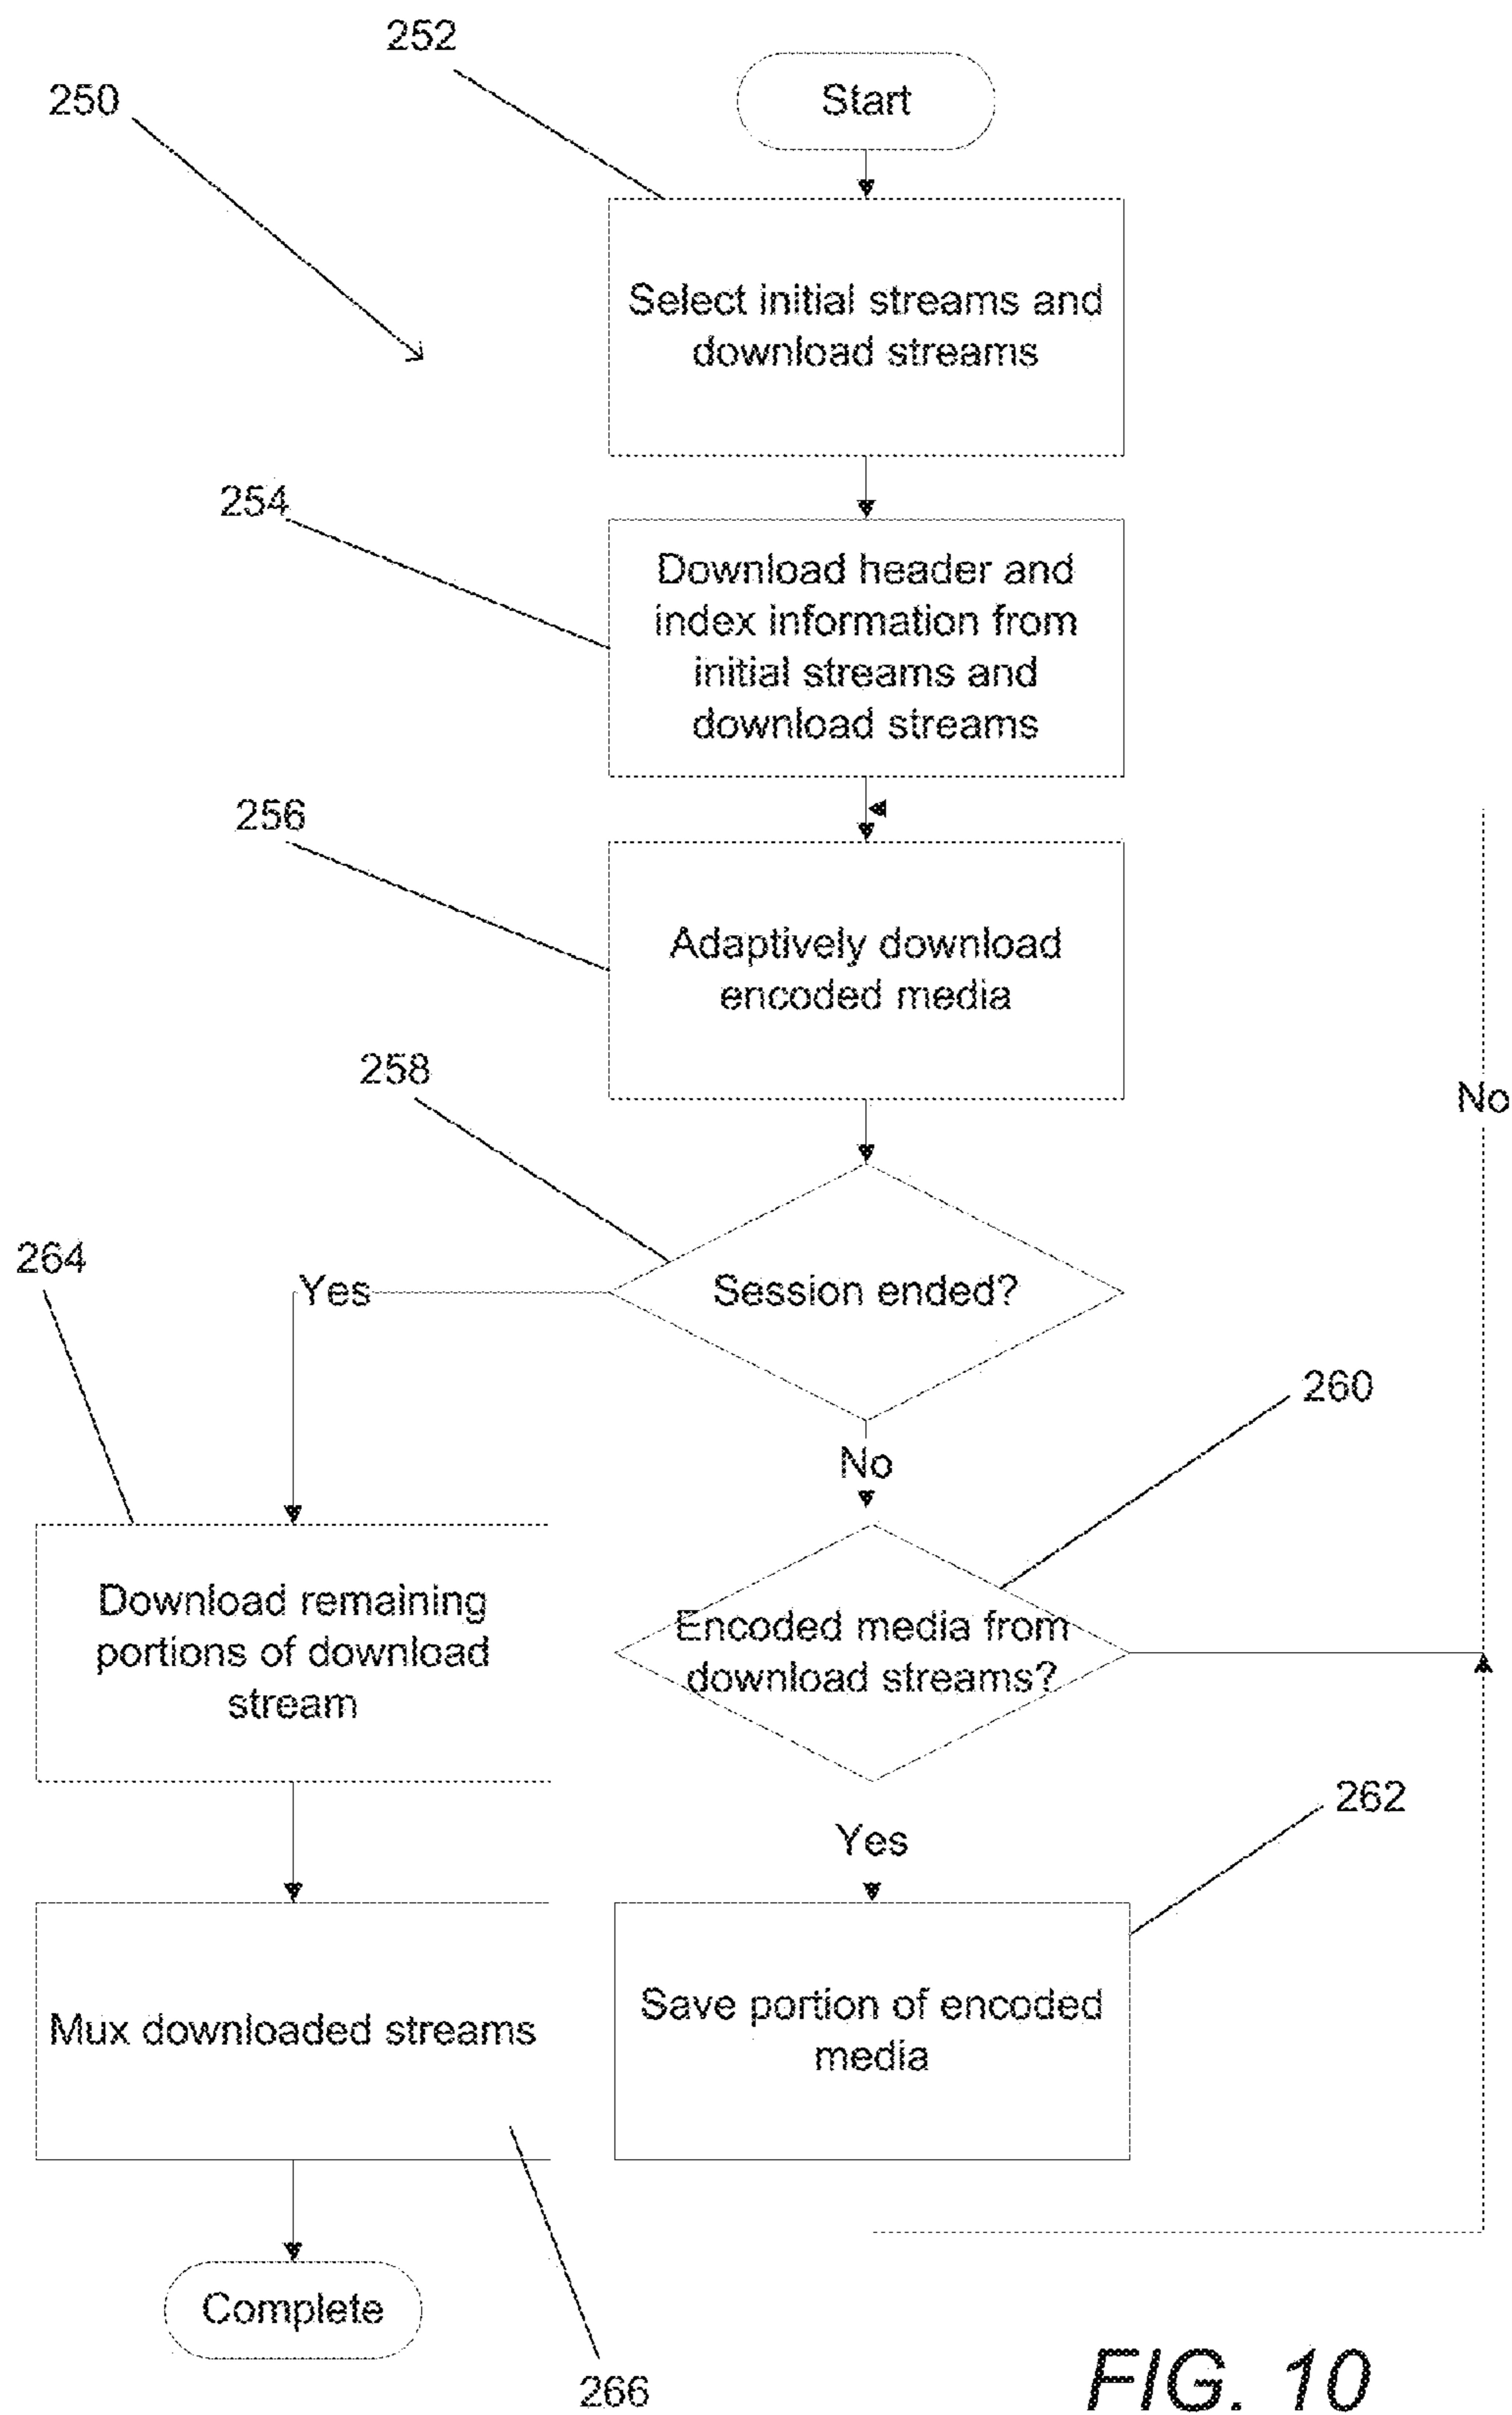 252
250
Start
Select initial streams and
download streams
254
Download header and
index information from
initial streams and
download streams
256
Adaptively download
encoded media
258
No
264
Yes
Session ended?
260
No
Download remaining
portions of download
stream
Encoded media from
download streams?
262
Yes
Mux downloaded streams
Save portion of encoded
media
Complete
266
FIG. 10